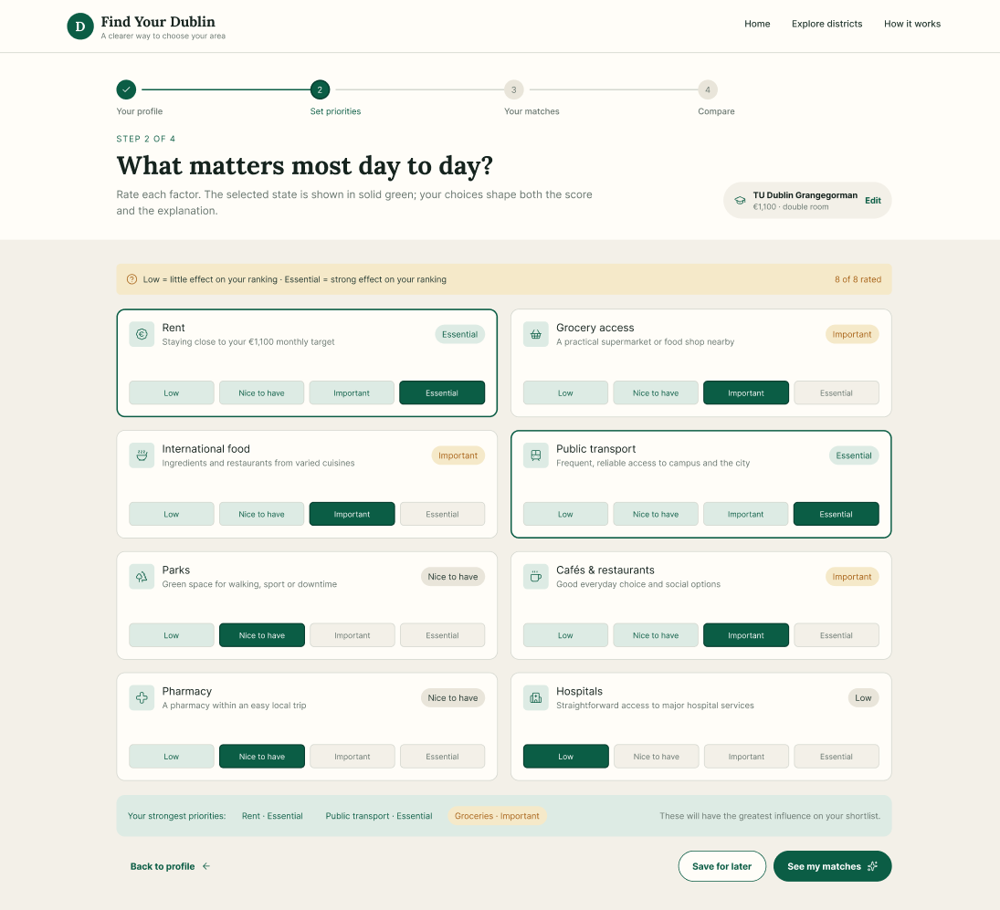 D
Find Your Dublin
A clearer way to choose your area
Home
Explore districts
How it works
2
3
4
Your profile
Set priorities
Your matches
Compare
STEP 2 OF 4
What matters most day to day?
Rate each factor. The selected state is shown in solid green; your choices shape both the score
and the explanation.
TU Dublin Grangegorman
€1,100 · double room
Edit
Low = little effect on your ranking · Essential = strong effect on your ranking
8 of 8 rated
Rent
Staying close to your €1,100 monthly target
Essential
Low
Nice to have
Important
Essential
Grocery access
A practical supermarket or food shop nearby
Important
Low
Nice to have
Important
Essential
International food
Ingredients and restaurants from varied cuisines
Important
Low
Nice to have
Important
Essential
Public transport
Frequent, reliable access to campus and the city
Essential
Low
Nice to have
Important
Essential
Parks
Green space for walking, sport or downtime
Nice to have
Low
Nice to have
Important
Essential
Cafés & restaurants
Good everyday choice and social options
Important
Low
Nice to have
Important
Essential
Pharmacy
A pharmacy within an easy local trip
Nice to have
Low
Nice to have
Important
Essential
Hospitals
Straightforward access to major hospital services
Low
Low
Nice to have
Important
Essential
Your strongest priorities:
Rent · Essential
Public transport · Essential
Groceries · Important
These will have the greatest influence on your shortlist.
Back to profile
Save for later
See my matches